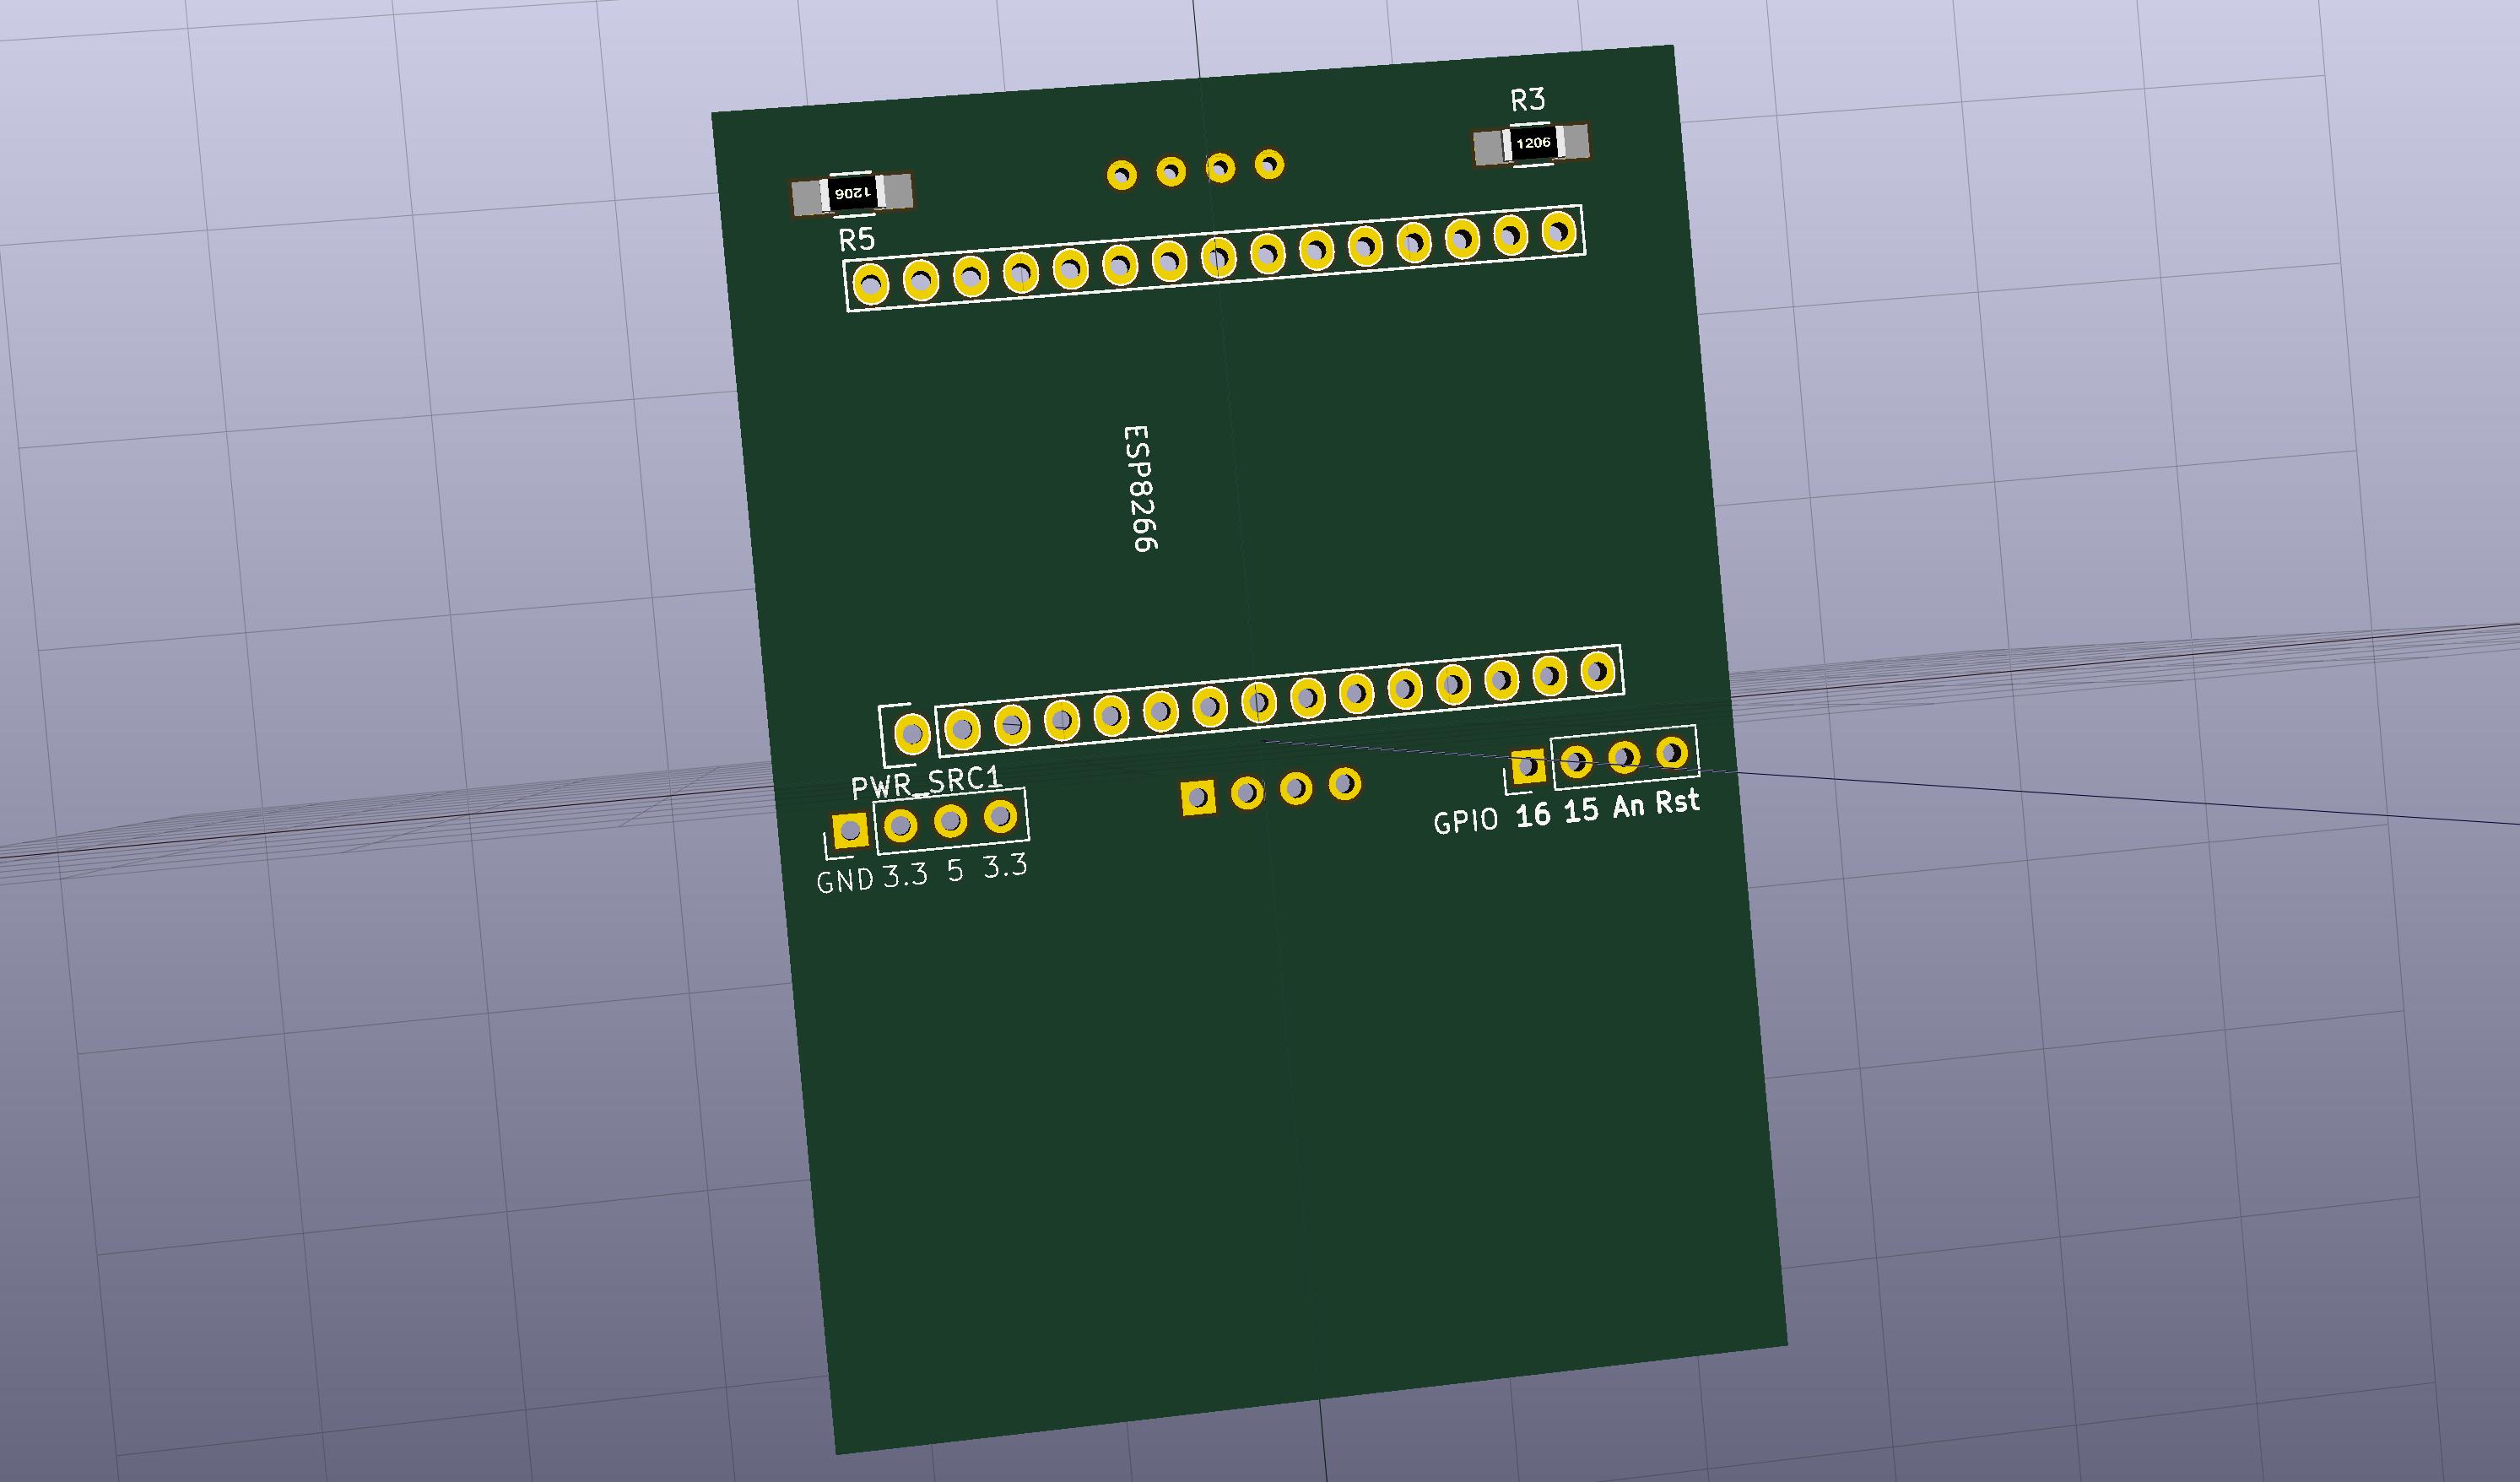 R3
1206
1206
R5
ESP8266
PWR_SRC1
GPIO 16 15 An Rst
GND 3.3 5 3.3